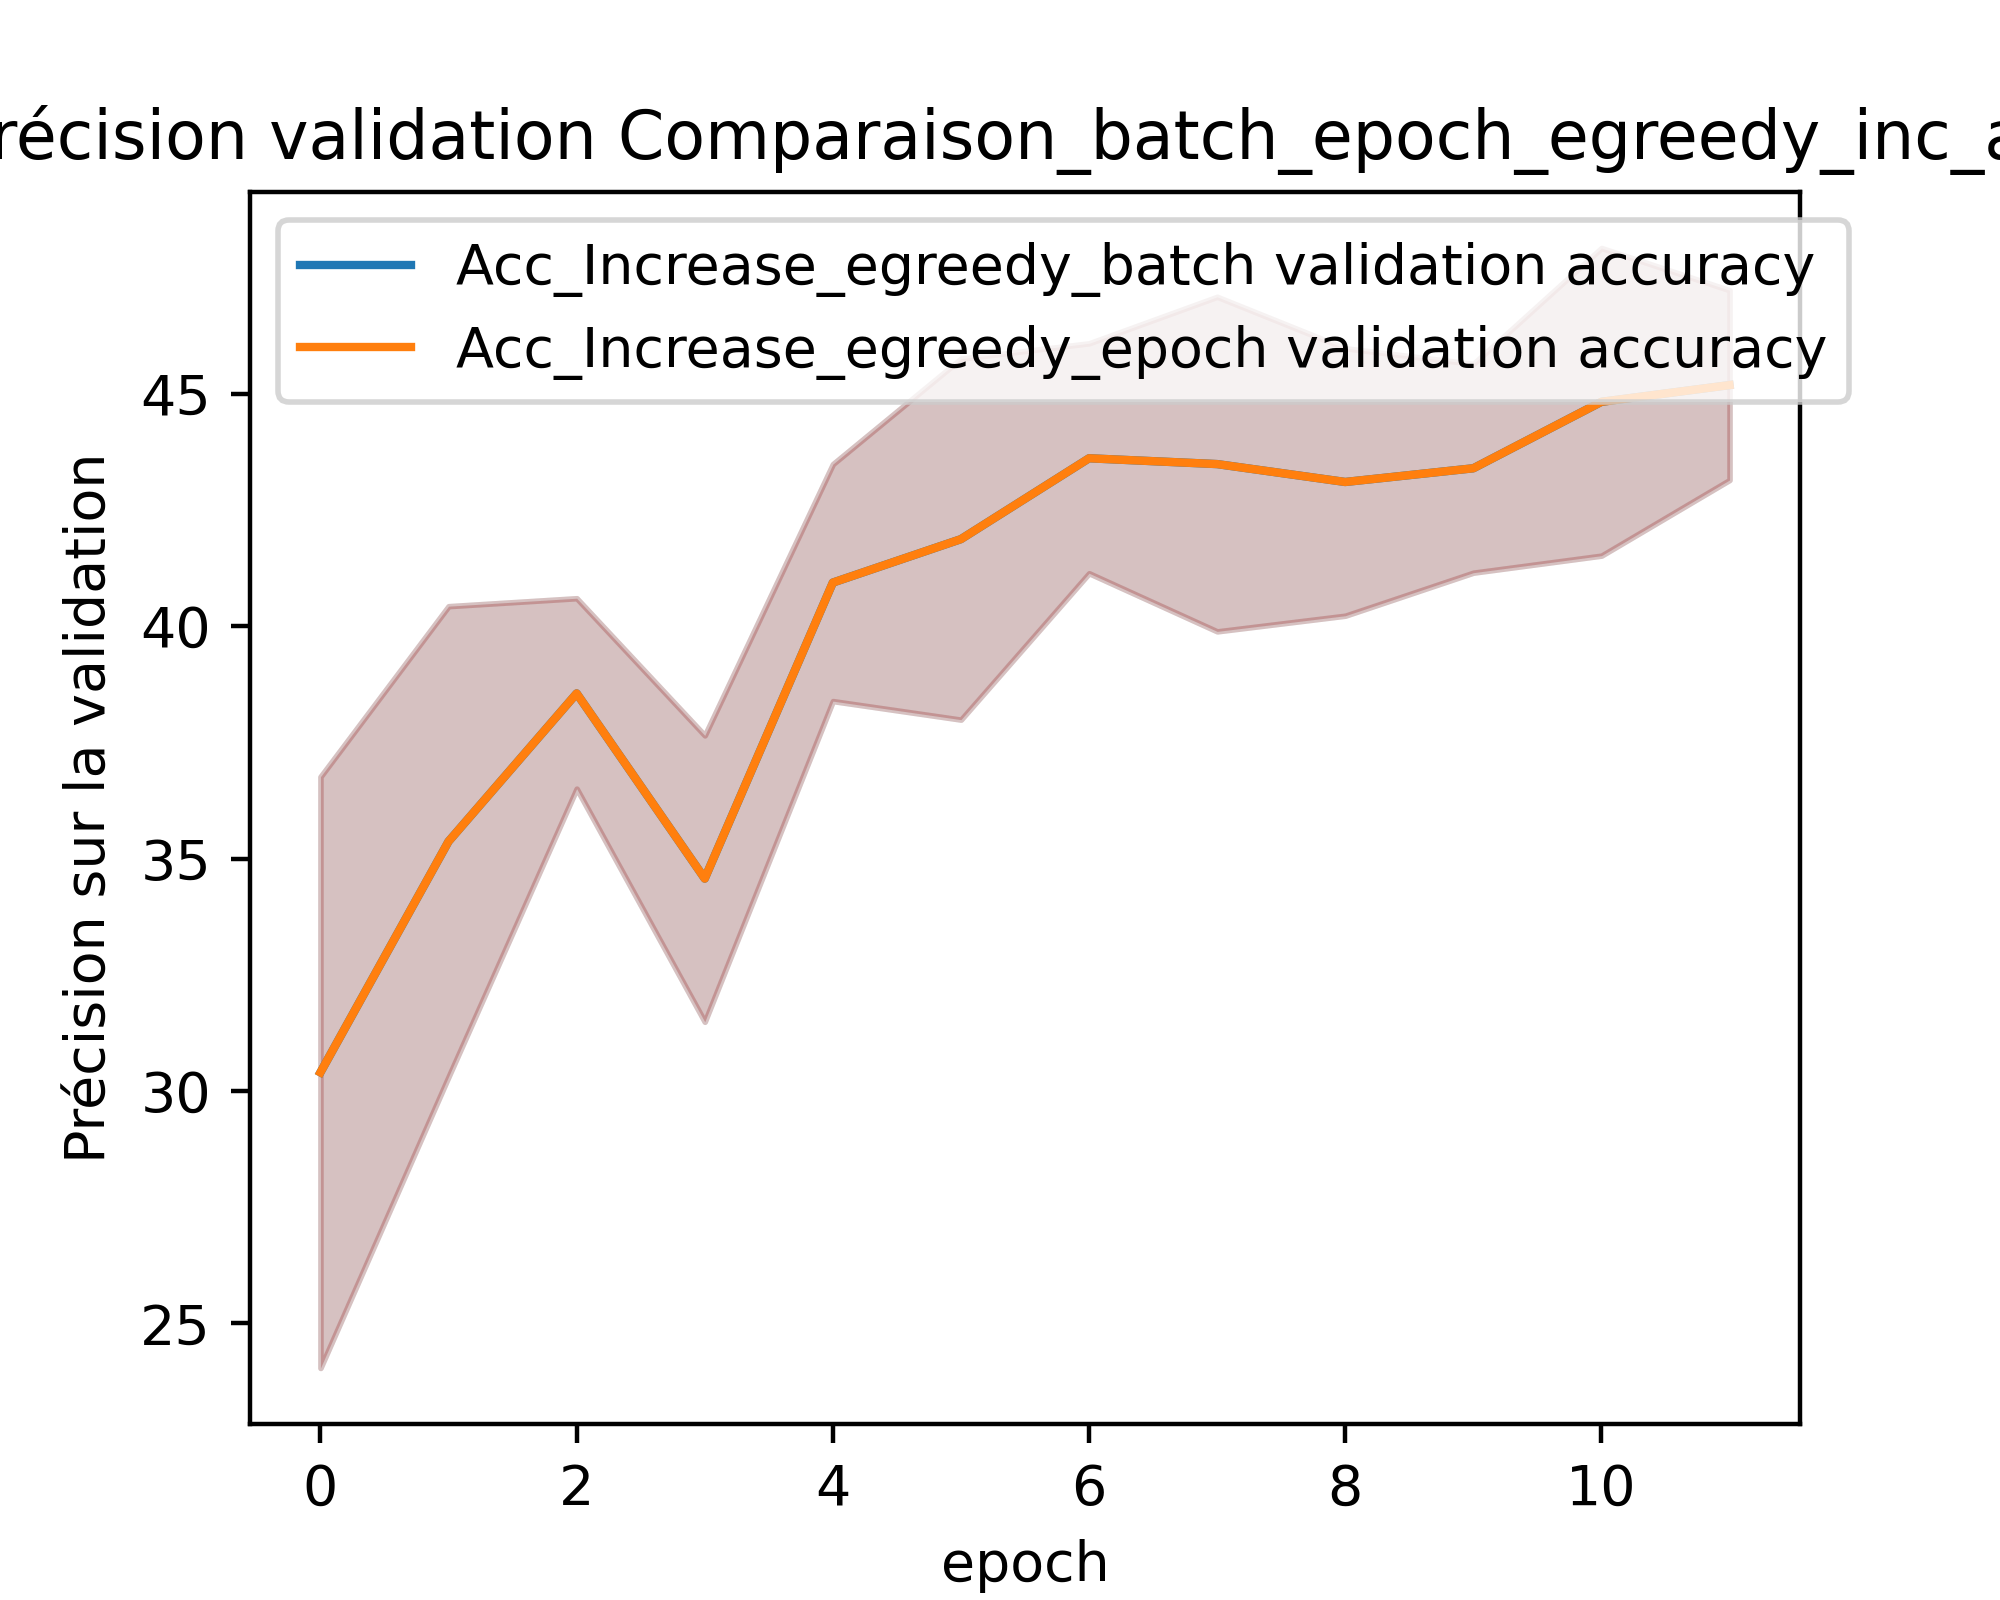 récision validation Comparaison_batch_epoch_egreedy_inc_a
Acc_Increase_egreedy_batch validation accuracy
Acc_Increase_egreedy_epoch validation accuracy
Précision sur la validation
45
40
35
30
25
0 2 4 6 8 10
epoch